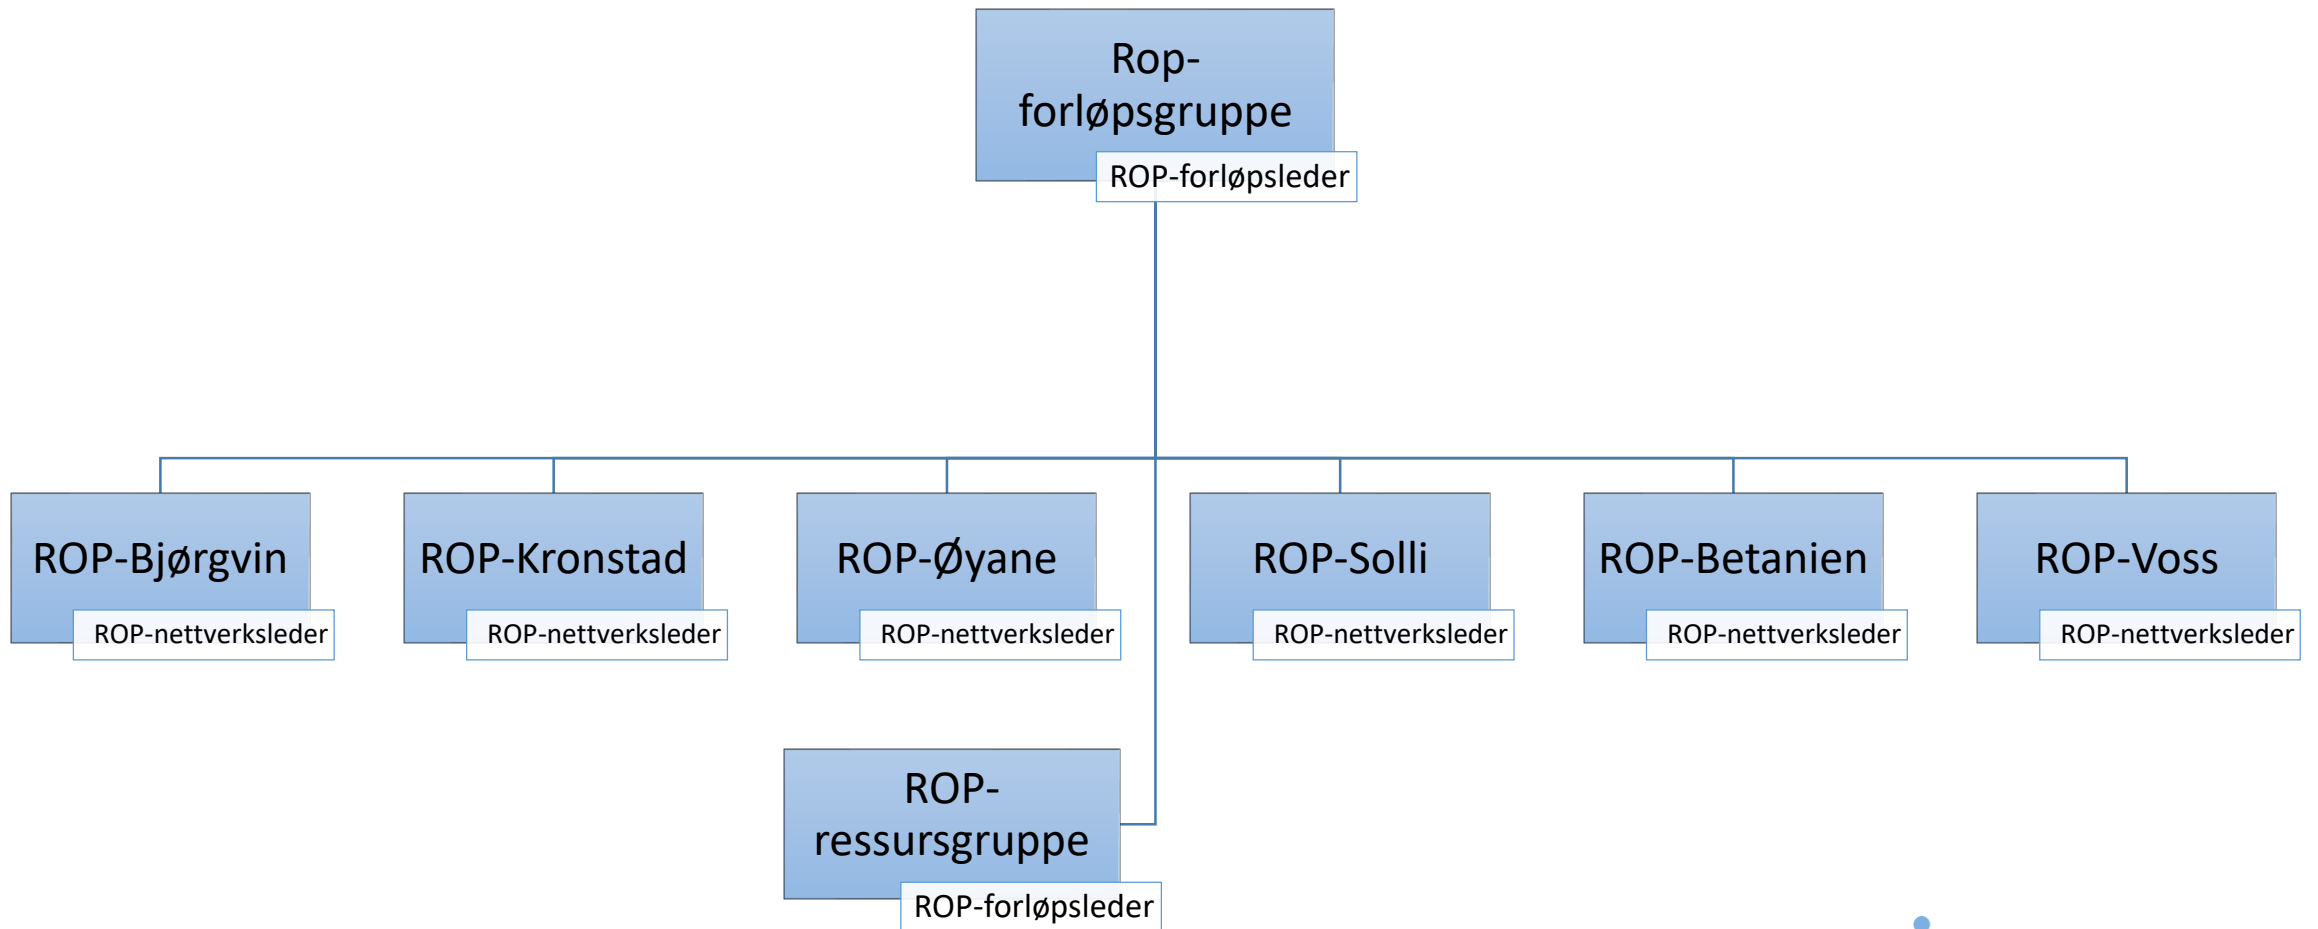 Rop-
forløpsgruppe
ROP-forløpsleder
ROP-Bjørgvin
ROP-nettverksleder
ROP-Kronstad
ROP-nettverksleder
ROP-Øyane
ROP-nettverksleder
ROP-Solli
ROP-nettverksleder
ROP-Betanien
ROP-nettverksleder
ROP-Voss
ROP-nettverksleder
ROP-
ressursgruppe
ROP-forløpsleder